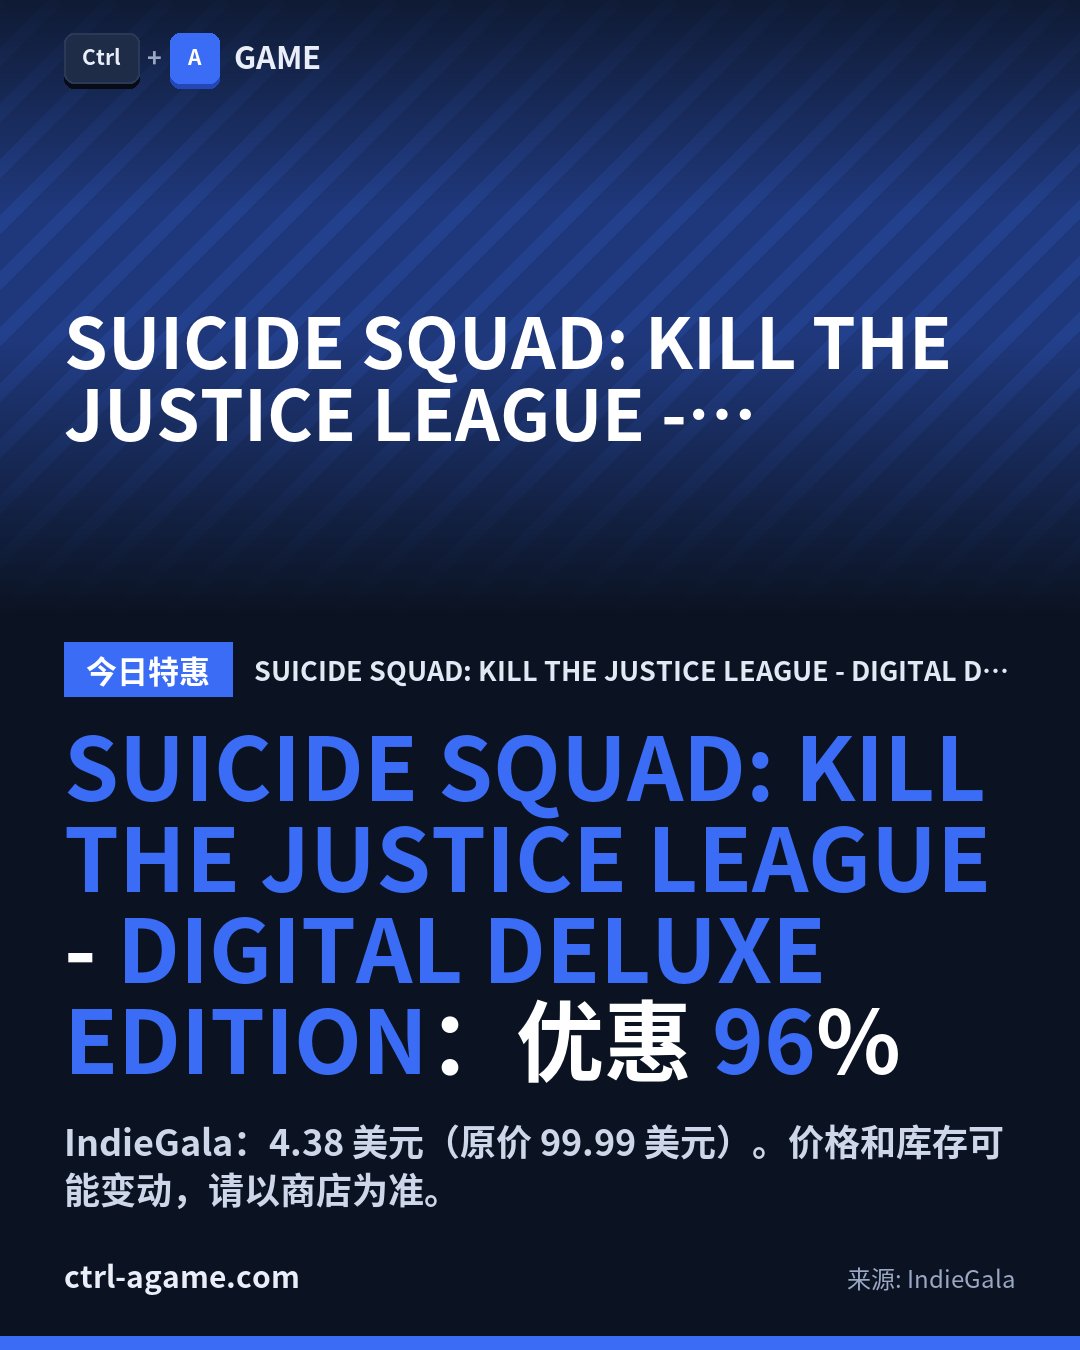 Ctrl + A GAME
SUICIDE SQUAD: KILL THE
JUSTICE LEAGUE -⋯
今日特惠 SUICIDE SQUAD: KILL THE JUSTICE LEAGUE - DIGITAL D⋯
SUICIDE SQUAD: KILL
THE JUSTICE LEAGUE
- DIGITAL DELUXE
EDITION：优惠 96%
IndieGala：4.38 美元（原价 99.99 美元）。价格和库存可
能变动，请以商店为准。
ctrl-agame.com
来源: IndieGala